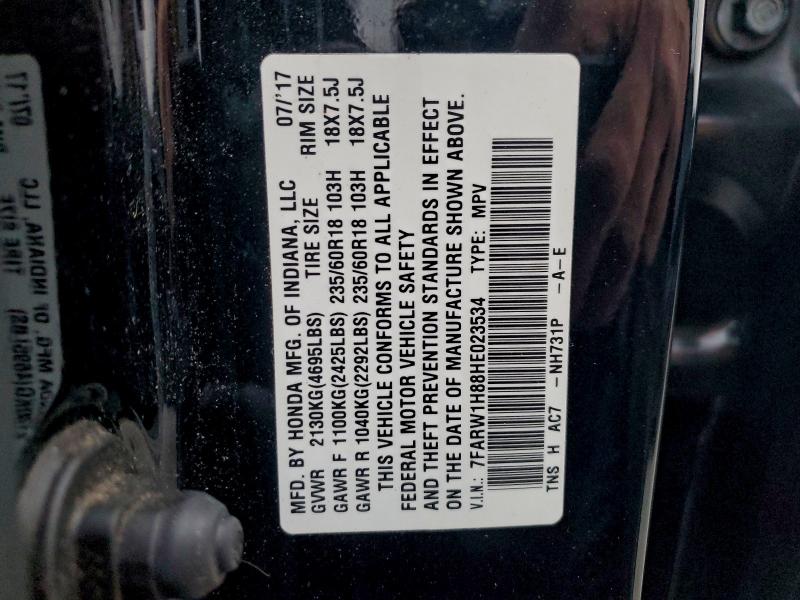 MFD. BY HONDA MFG. OF INDIANA, LLC 07/'17
GVWR 2130KG(4695LBS) TIRE SIZE RIM SIZE
GAWR F 1100KG(2425LBS) 235/60R18 103H 18X7.5J
GAWR R 1040KG(2292LBS) 235/60R18 103H 18X7.5J
THIS VEHICLE CONFORMS TO ALL APPLICABLE
FEDERAL MOTOR VEHICLE SAFETY
AND THEFT PREVENTION STANDARDS IN EFFECT
ON THE DATE OF MANUFACTURE SHOWN ABOVE.
V.I.N.: 7FARW1H88HE023534 TYPE: MPV
TNS H AC7 -NH731P -A-E